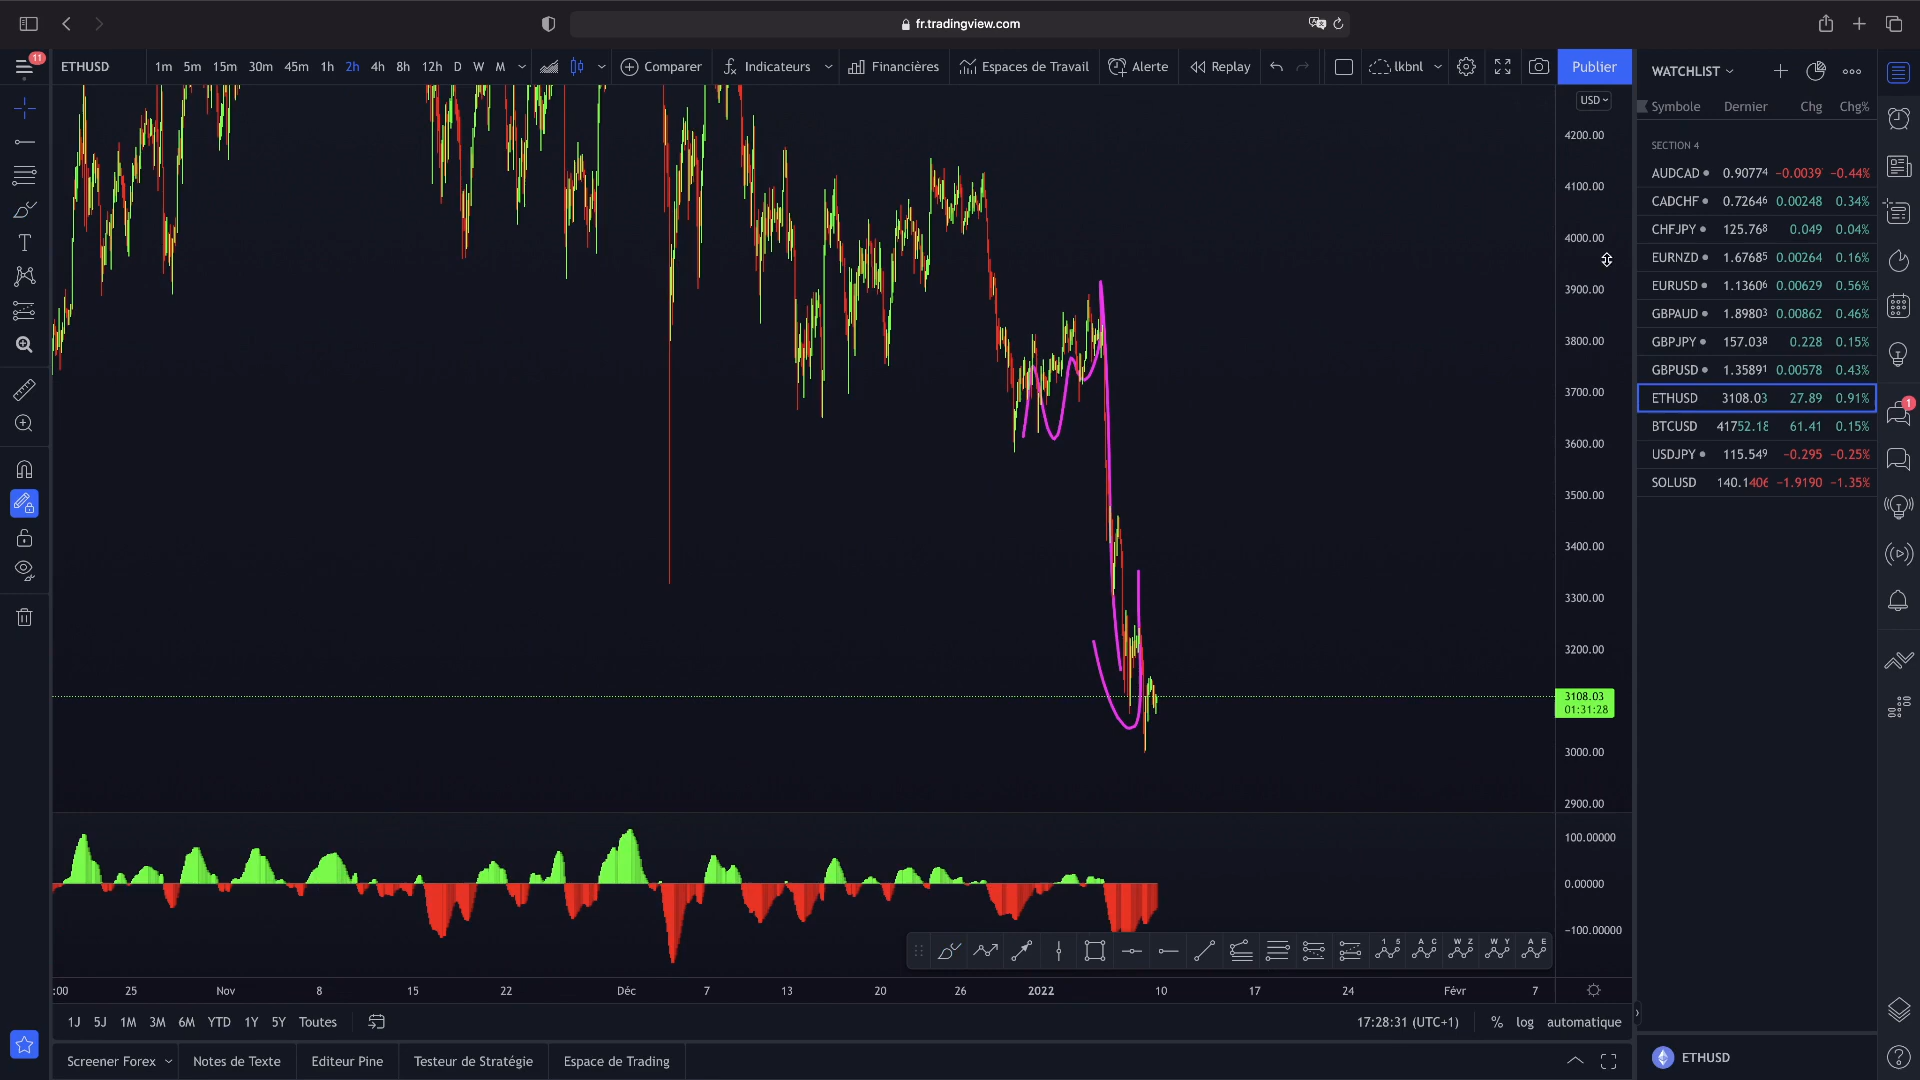 fr.tradingview.com
11
ETHUSD 1m 5m 15m 30m 45m 1h 2h 4h 8h 12h D W M Comparer Indicateurs Financières Espaces de Travail Alerte Replay lkbnl Publier
WATCHLIST
USD
Symbole Dernier Chg Chg%
SECTION 4
AUDCAD 0.90774 −0.0039 −0.44%
CADCHF 0.72646 0.00248 0.34%
CHFJPY 125.768 0.049 0.04%
EURNZD 1.67685 0.00264 0.16%
EURUSD 1.13606 0.00629 0.56%
GBPAUD 1.89803 0.00862 0.46%
GBPJPY 157.038 0.228 0.15%
GBPUSD 1.35891 0.00578 0.43%
ETHUSD 3108.03 27.89 0.91%
BTCUSD 41752.18 61.41 0.15%
USDJPY 115.549 −0.295 −0.25%
SOLUSD 140.1406 −1.9190 −1.35%
1
4200.00
4100.00
4000.00
3900.00
3800.00
3700.00
3600.00
3500.00
3400.00
3300.00
3200.00
3108.03
01:31:28
3000.00
2900.00
100.00000
0.00000
−100.00000
1 5 A C W Z W Y A E
:00 25 Nov 8 15 22 Déc 7 13 20 26 2022 10 17 24 Févr 7
1J 5J 1M 3M 6M YTD 1Y 5Y Toutes 17:28:31 (UTC+1) % log automatique
Screener Forex Notes de Texte Editeur Pine Testeur de Stratégie Espace de Trading
ETHUSD